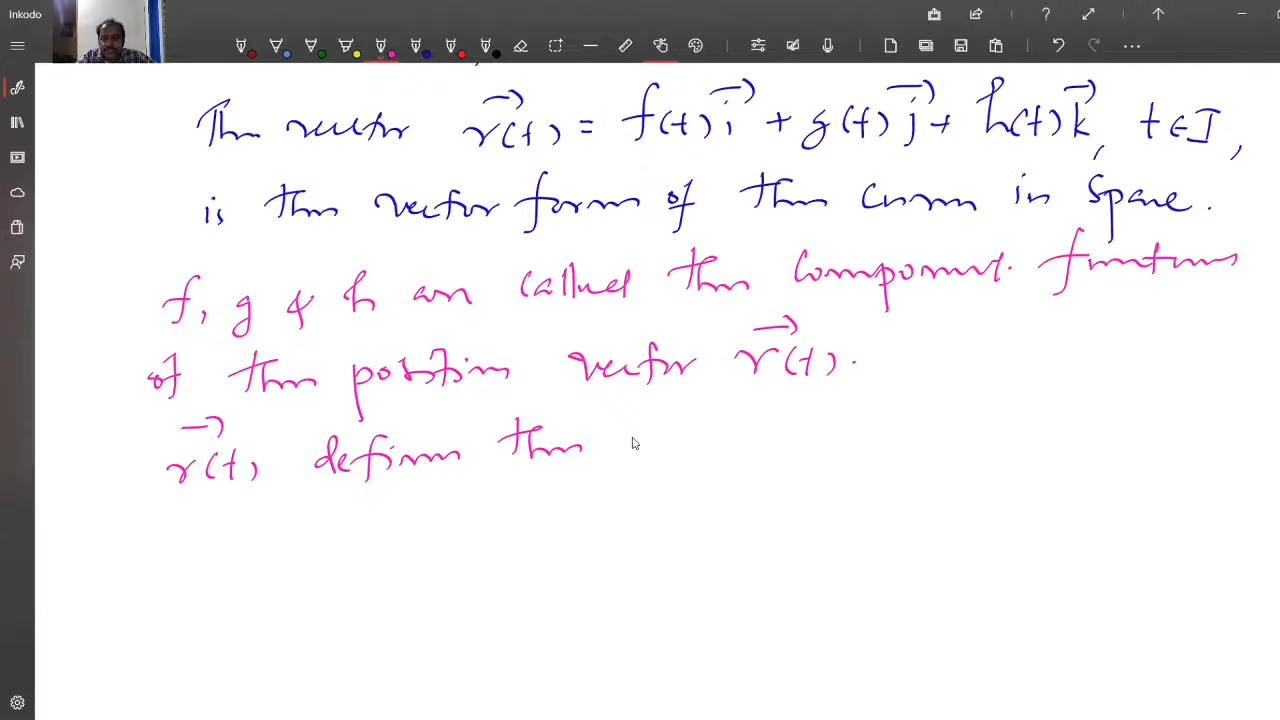 Inkodo
The vector r⃗(t) = f(t)i⃗ + g(t)j⃗ + h(t)k⃗, t∈I,
is the vector form of the curve in space.
f, g & h are called the component functions
of the position vector r⃗(t).
r⃗(t) defines the